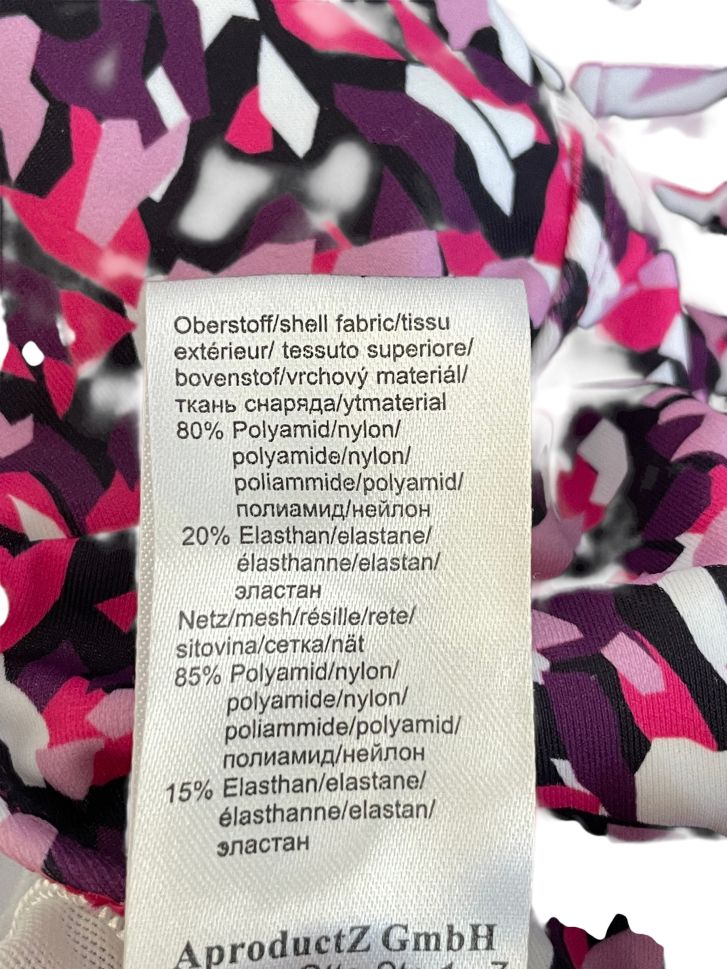 Oberstoff/shell fabric/tissu
extérieur/ tessuto superiore/
bovenstof/vrchový materiál/
ткань снаряда/ytmaterial
80% Polyamid/nylon/
polyamide/nylon/
poliammide/polyamid/
полиамид/нейлон
20% Elasthan/elastane/
élasthanne/elastan/
эластан
Netz/mesh/résille/rete/
sitovina/сетка/nät
85% Polyamid/nylon/
polyamide/nylon/
poliammide/polyamid/
полиамид/нейлон
15% Elasthan/elastane/
élasthanne/elastan/
эластан
AproductZ GmbH